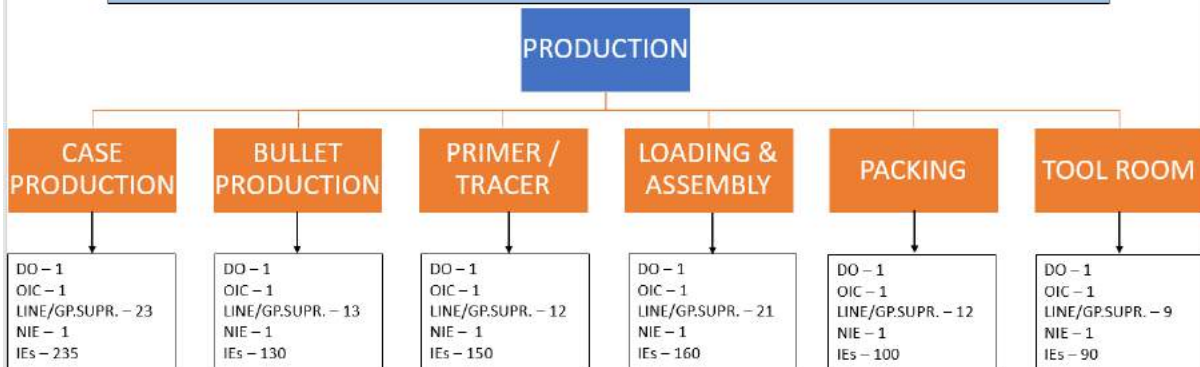 PRODUCTION
CASE
PRODUCTION
BULLET
PRODUCTION
PRIMER /
TRACER
LOADING &
ASSEMBLY
PACKING
TOOL ROOM
DO – 1
OIC – 1
LINE/GP.SUPR. – 23
NIE – 1
IEs – 235
DO – 1
OIC – 1
LINE/GP.SUPR. – 13
NIE – 1
IEs – 130
DO – 1
OIC – 1
LINE/GP.SUPR. – 12
NIE – 1
IEs – 150
DO – 1
OIC – 1
LINE/GP.SUPR. – 21
NIE – 1
IEs – 160
DO – 1
OIC – 1
LINE/GP.SUPR. – 12
NIE – 1
IEs – 100
DO – 1
OIC – 1
LINE/GP.SUPR. – 9
NIE – 1
IEs – 90